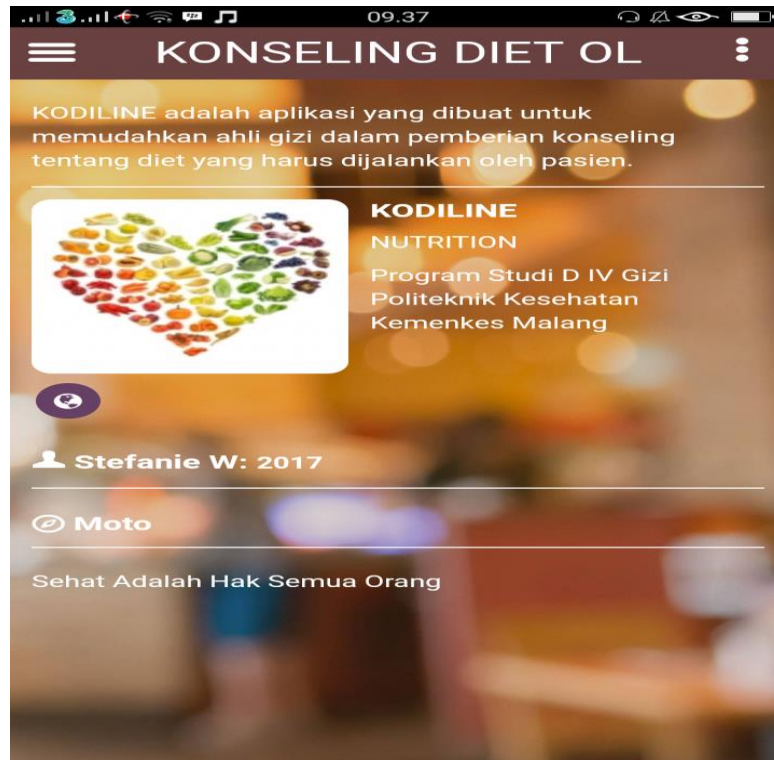 09.37
KONSELING DIET OL
KODILINE adalah aplikasi yang dibuat untuk
memudahkan ahli gizi dalam pemberian konseling
tentang diet yang harus dijalankan oleh pasien.
KODILINE
NUTRITION
Program Studi D IV Gizi
Politeknik Kesehatan
Kemenkes Malang
Stefanie W: 2017
Moto
Sehat Adalah Hak Semua Orang